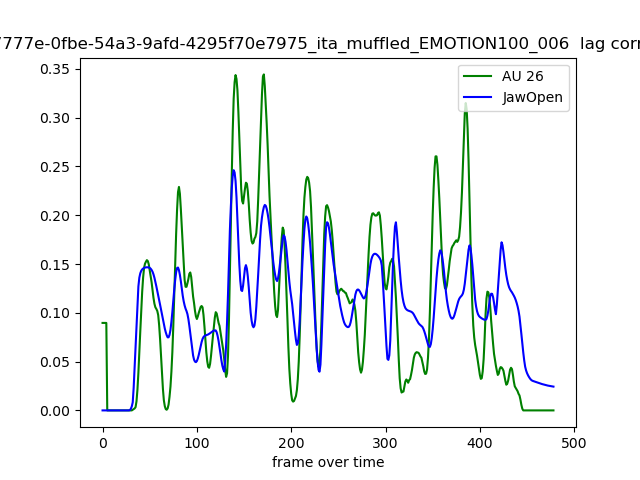 7777e-0fbe-54a3-9afd-4295f70e7975_ita_muffled_EMOTION100_006 lag corr
AU 26
JawOpen
0.35
0.30
0.25
0.20
0.15
0.10
0.05
0.00
0 100 200 300 400 500
frame over time